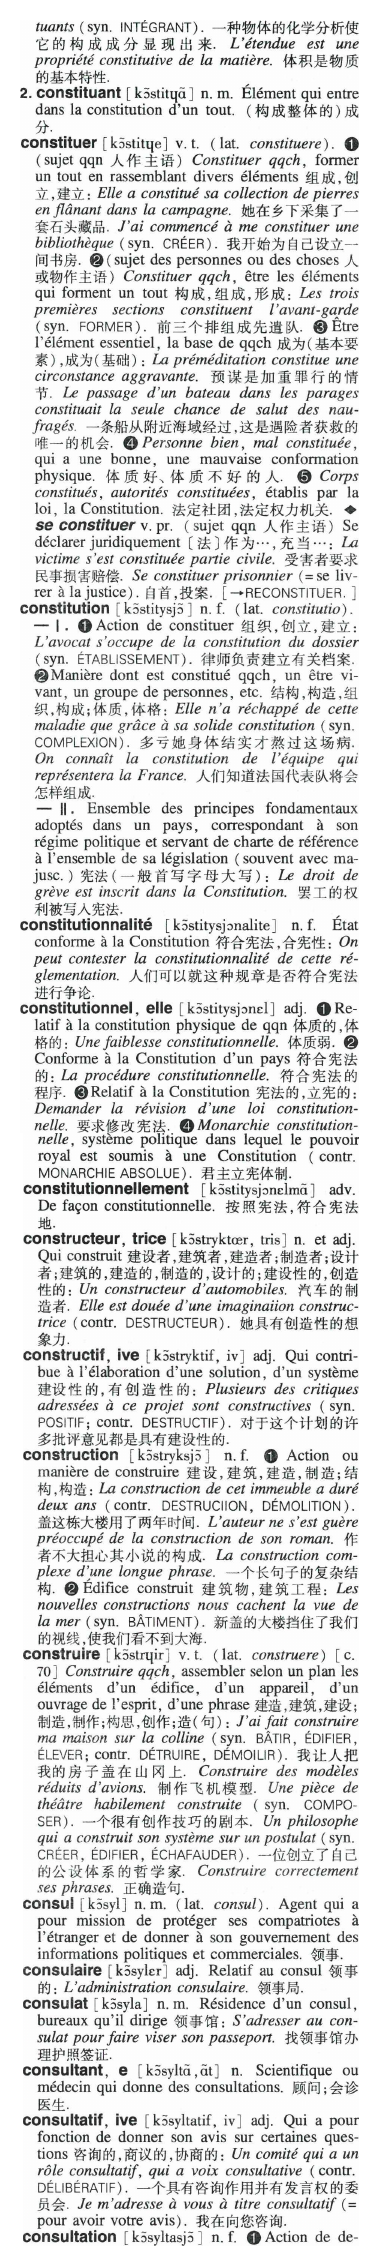 tuants (syn. INTÉGRANT). 一种物体的化学分析使
它的构成成分显现出来. L'étendue est une
propriété constitutive de la matière. 体积是物质
的基本特性.
2. constituant [kɔ̃stitɥɑ̃] n. m. Élément qui entre
dans la constitution d'un tout. (构成整体的)成
分.
constituer [kɔ̃stitɥe] v. t. (lat. constituere). ❶
(sujet qqn 人作主语) Constituer qqch, former
un tout en rassemblant divers éléments 组成,创
立,建立: Elle a constitué sa collection de pierres
en flânant dans la campagne. 她在乡下采集了一
套石头藏品. J'ai commencé à me constituer une
bibliothèque (syn. CRÉER). 我开始为自己设立一
间书房. ❷(sujet des personnes ou des choses 人
或物作主语) Constituer qqch, être les éléments
qui forment un tout 构成,组成,形成: Les trois
premières sections constituent l'avant-garde
(syn. FORMER). 前三个排组成先遣队. ❸ Être
l'élément essentiel, la base de qqch 成为(基本要
素),成为(基础): La préméditation constitue une
circonstance aggravante. 预谋是加重罪行的情
节. Le passage d'un bateau dans les parages
constituait la seule chance de salut des nau-
fragés. 一条船从附近海域经过,这是遇险者获救的
唯一的机会. ❹ Personne bien, mal constituée,
qui a une bonne, une mauvaise conformation
physique. 体质好、体质不好的人. ❺ Corps
constitués, autorités constituées, établis par la
loi, la Constitution. 法定社团,法定权力机关. ◆
se constituer v. pr. (sujet qqn 人作主语) Se
déclarer juridiquement [法]作为…,充当…: La
victime s'est constituée partie civile. 受害者要求
民事损害赔偿. Se constituer prisonnier (= se liv-
rer à la justice). 自首,投案. [→RECONSTITUER.]
constitution [kɔ̃stitysjɔ̃] n. f. (lat. constitutio).
— I. ❶ Action de constituer 组织,创立,建立:
L'avocat s'occupe de la constitution du dossier
(syn. ÉTABLISSEMENT). 律师负责建立有关档案.
❷Manière dont est constitué qqch, un être vi-
vant, un groupe de personnes, etc. 结构,构造,组
织,构成;体质,体格: Elle n'a réchappé de cette
maladie que grâce à sa solide constitution (syn.
COMPLEXION). 多亏她身体结实才熬过这场病.
On connaît la constitution de l'équipe qui
représentera la France. 人们知道法国代表队将会
怎样组成.
— II. Ensemble des principes fondamentaux
adoptés dans un pays, correspondant à son
régime politique et servant de charte de référence
à l'ensemble de sa législation (souvent avec ma-
jusc.) 宪法(一般首写字母大写): Le droit de
grève est inscrit dans la Constitution. 罢工的权
利被写入宪法.
constitutionnalité [kɔ̃stitysjɔnalite] n. f. État
conforme à la Constitution 符合宪法,合宪性: On
peut contester la constitutionnalité de cette ré-
glementation. 人们可以就这种规章是否符合宪法
进行争论.
constitutionnel, elle [kɔ̃stitysjɔnɛl] adj. ❶Re-
latif à la constitution physique de qqn 体质的,体
格的: Une faiblesse constitutionnelle. 体质弱. ❷
Conforme à la Constitution d'un pays 符合宪法
的: La procédure constitutionnelle. 符合宪法的
程序. ❸Relatif à la Constitution 宪法的,立宪的:
Demander la révision d'une loi constitution-
nelle. 要求修改宪法. ❹ Monarchie constitution-
nelle, système politique dans lequel le pouvoir
royal est soumis à une Constitution (contr.
MONARCHIE ABSOLUE). 君主立宪体制.
constitutionnellement [kɔ̃stitysjɔnɛlmɑ̃] adv.
De façon constitutionnelle. 按照宪法,符合宪法
地.
constructeur, trice [kɔ̃stryktœr, tris] n. et adj.
Qui construit 建设者,建筑者,建造者;制造者;设计
者;建筑的,建造的,制造的,设计的;建设性的,创造
性的: Un constructeur d'automobiles. 汽车的制
造者. Elle est douée d'une imaginaiion construc-
trice (contr. DESTRUCTEUR). 她具有创造性的想
象力.
constructif, ive [kɔ̃stryktif, iv] adj. Qui contri-
bue à l'élaboration d'une solution, d'un système
建设性的,有创造性的: Plusieurs des critiques
adressées à ce projet sont constructives (syn.
POSITIF; contr. DESTRUCTIF). 对于这个计划的许
多批评意见都是具有建设性的.
construction [kɔ̃stryksjɔ̃] n. f. ❶ Action ou
manière de construire 建设,建筑,建造,制造;结
构,构造: La construction de cet immeuble a duré
deux ans (contr. DESTRUCIION, DÉMOLITION).
盖这栋大楼用了两年时间. L'auteur ne s'est guère
préoccupé de la construction de son roman. 作
者不大担心其小说的构成. La construction com-
plexe d'une longue phrase. 一个长句子的复杂结
构. ❷ Édifice construit 建筑物,建筑工程: Les
nouvelles constructions nous cachent la vue de
la mer (syn. BÂTIMENT). 新盖的大楼挡住了我们
的视线,使我们看不到大海.
construire [kɔ̃strɥir] v. t. (lat. construere) [c.
70] Construire qqch, assembler selon un plan les
éléments d'un édifice, d'un appareil, d'un
ouvrage de l'esprit, d'une phrase 建造,建筑,建设;
制造,制作;构思,创作;造(句): J'ai fait construire
ma maison sur la colline (syn. BÂTIR, ÉDIFIER,
ÉLEVER; contr. DÉTRUIRE, DÉMOILIR). 我让人把
我的房子盖在山冈上. Construire des modèles
réduits d'avions. 制作飞机模型. Une pièce de
théâtre habilement construite (syn. COMPO-
SER). 一个很有创作技巧的剧本. Un philosophe
qui a construit son système sur un postulat (syn.
CRÉER, ÉDIFIER, ÉCHAFAUDER). 一位创立了自己
的公设体系的哲学家. Construire correctement
ses phrases. 正确造句.
consul [kɔ̃syl] n. m. (lat. consul). Agent qui a
pour mission de protéger ses compatriotes à
l'étranger et de donner à son gouvernement des
informations politiques et commerciales. 领事.
consulaire [kɔ̃sylɛr] adj. Relatif au consul 领事
的: L'administration consulaire. 领事局.
consulat [kɔ̃syla] n. m. Résidence d'un consul,
bureaux qu'il dirige 领事馆: S'adresser au con-
sulat pour faire viser son passeport. 找领事馆办
理护照签证.
consultant, e [kɔ̃syltɑ̃, ɑ̃t] n. Scientifique ou
médecin qui donne des consultations. 顾问;会诊
医生.
consultatif, ive [kɔ̃syltatif, iv] adj. Qui a pour
fonction de donner son avis sur certaines ques-
tions 咨询的,商议的,协商的: Un comité qui a un
rôle consultatif, qui a voix consultative (contr.
DÉLIBÉRATIF). 一个具有咨询作用并有发言权的委
员会. Je m'adresse à vous à titre consultatif (=
pour avoir votre avis). 我在向您咨询.
consultation [kɔ̃syltasjɔ̃] n. f. ❶ Action de de-